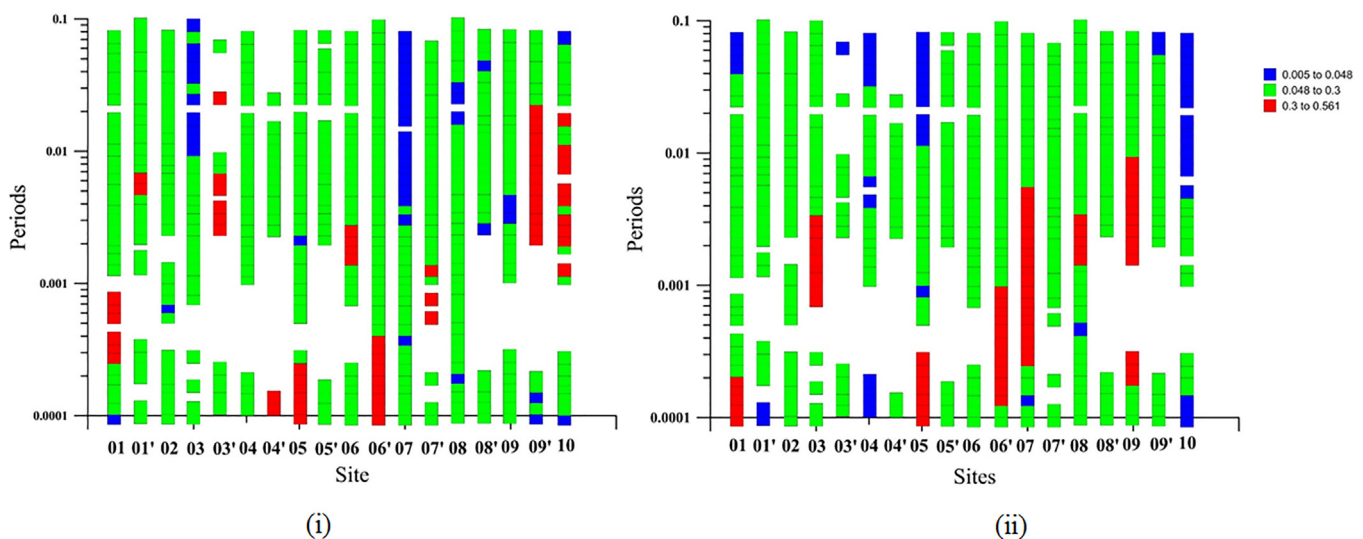 0.1
0.01
0.001
0.0001
Periods
01 01' 02 03 03' 04 04' 05 05' 06 06' 07 07' 08 08' 09 09' 10
Site
(i)
0.1
0.01
0.001
0.0001
Periods
01 01' 02 03 03' 04 04' 05 05' 06 06' 07 07' 08 08' 09 09' 10
Sites
(ii)
0.005 to 0.048
0.048 to 0.3
0.3 to 0.561